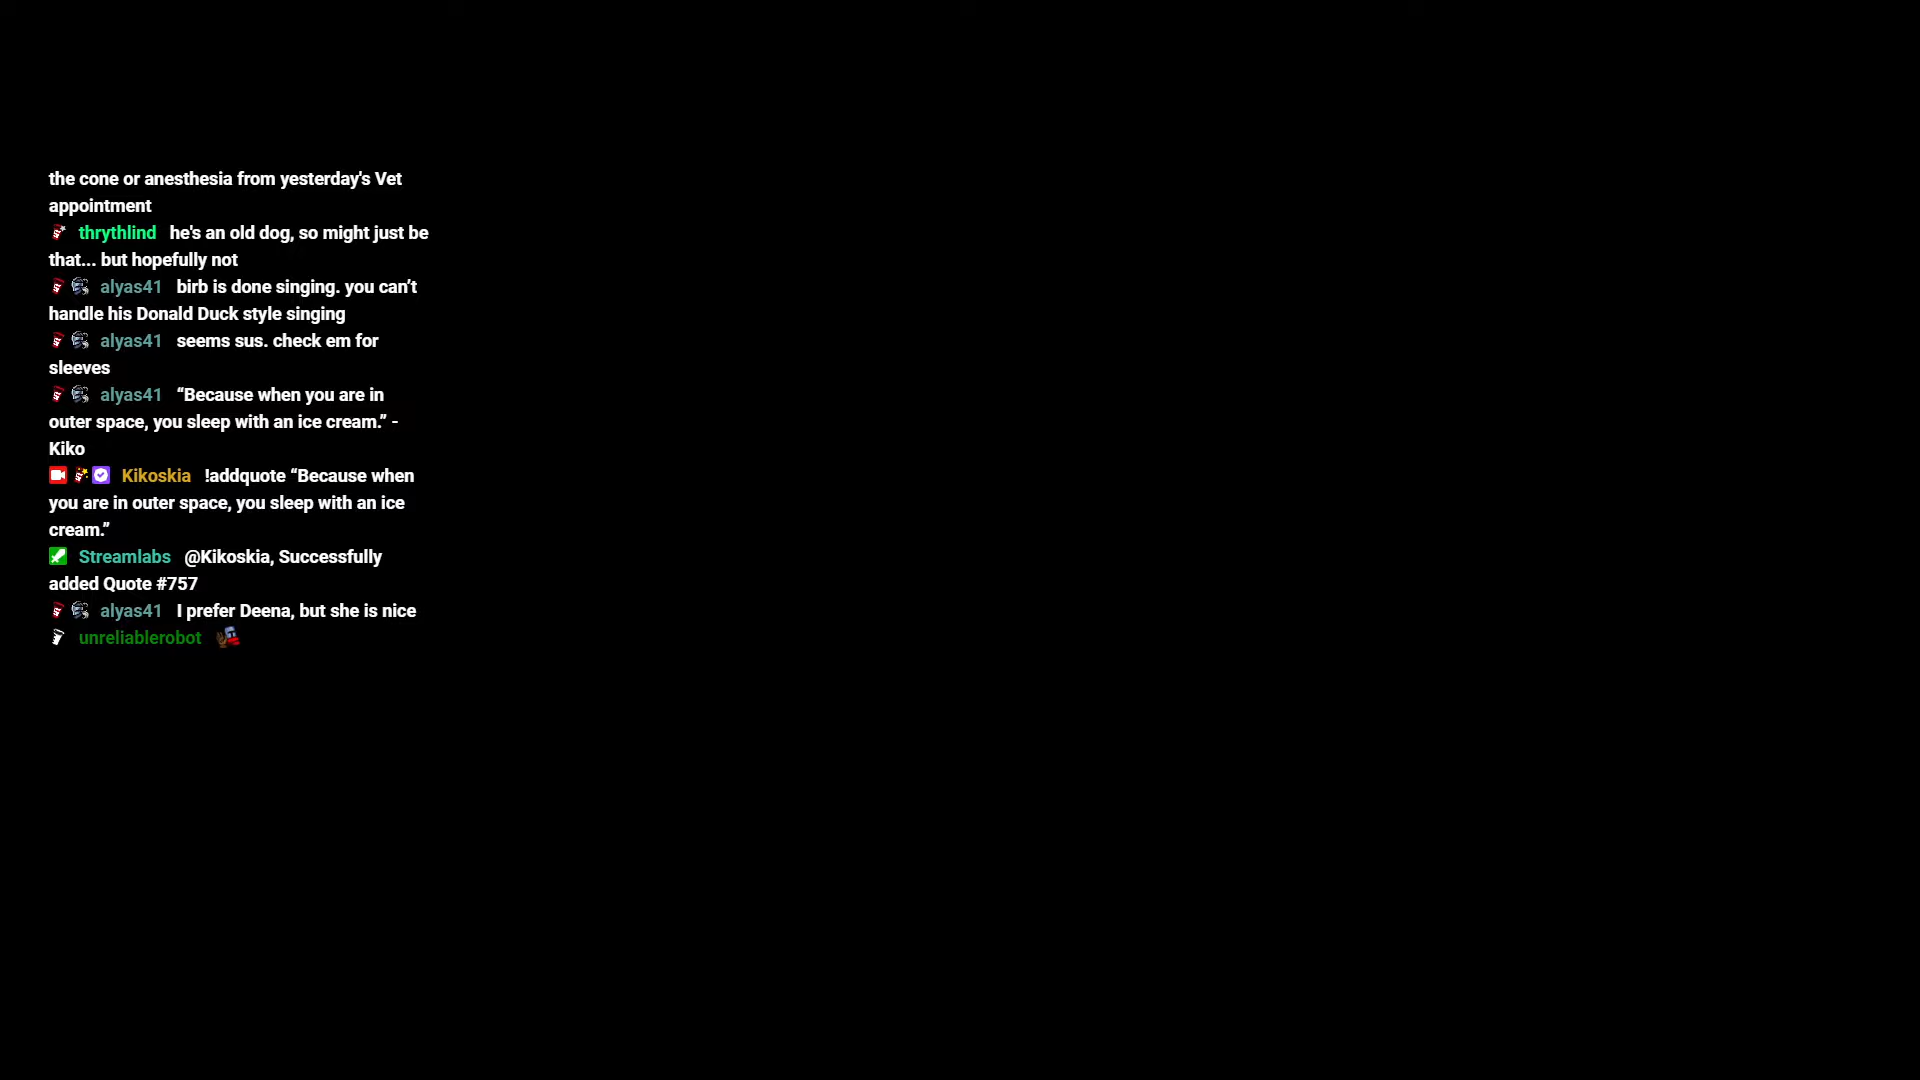 the cone or anesthesia from yesterday's Vet
appointment
thrythlind he's an old dog, so might just be
that... but hopefully not
alyas41 birb is done singing. you can’t
handle his Donald Duck style singing
alyas41 seems sus. check em for
sleeves
alyas41 “Because when you are in
outer space, you sleep with an ice cream.” -
Kiko
Kikoskia !addquote “Because when
you are in outer space, you sleep with an ice
cream.”
Streamlabs @Kikoskia, Successfully
added Quote #757
alyas41 I prefer Deena, but she is nice
unreliablerobot